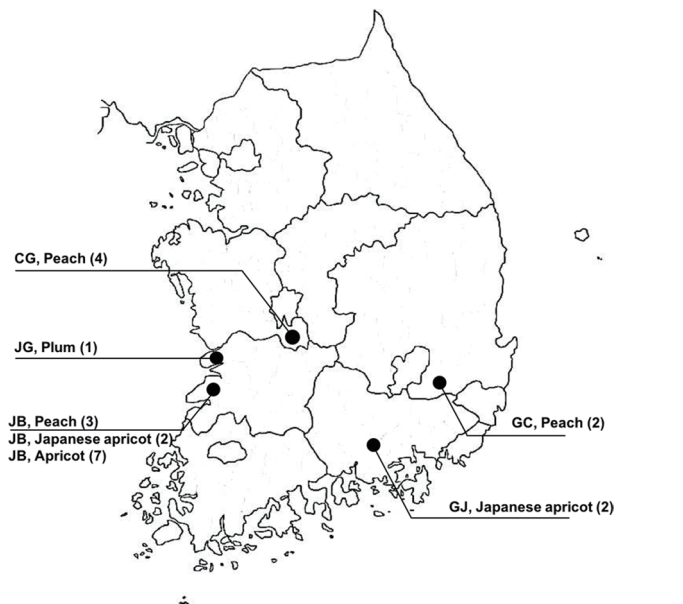 CG, Peach (4)
JG, Plum (1)
JB, Peach (3)
JB, Japanese apricot (2)
JB, Apricot (7)
GC, Peach (2)
GJ, Japanese apricot (2)